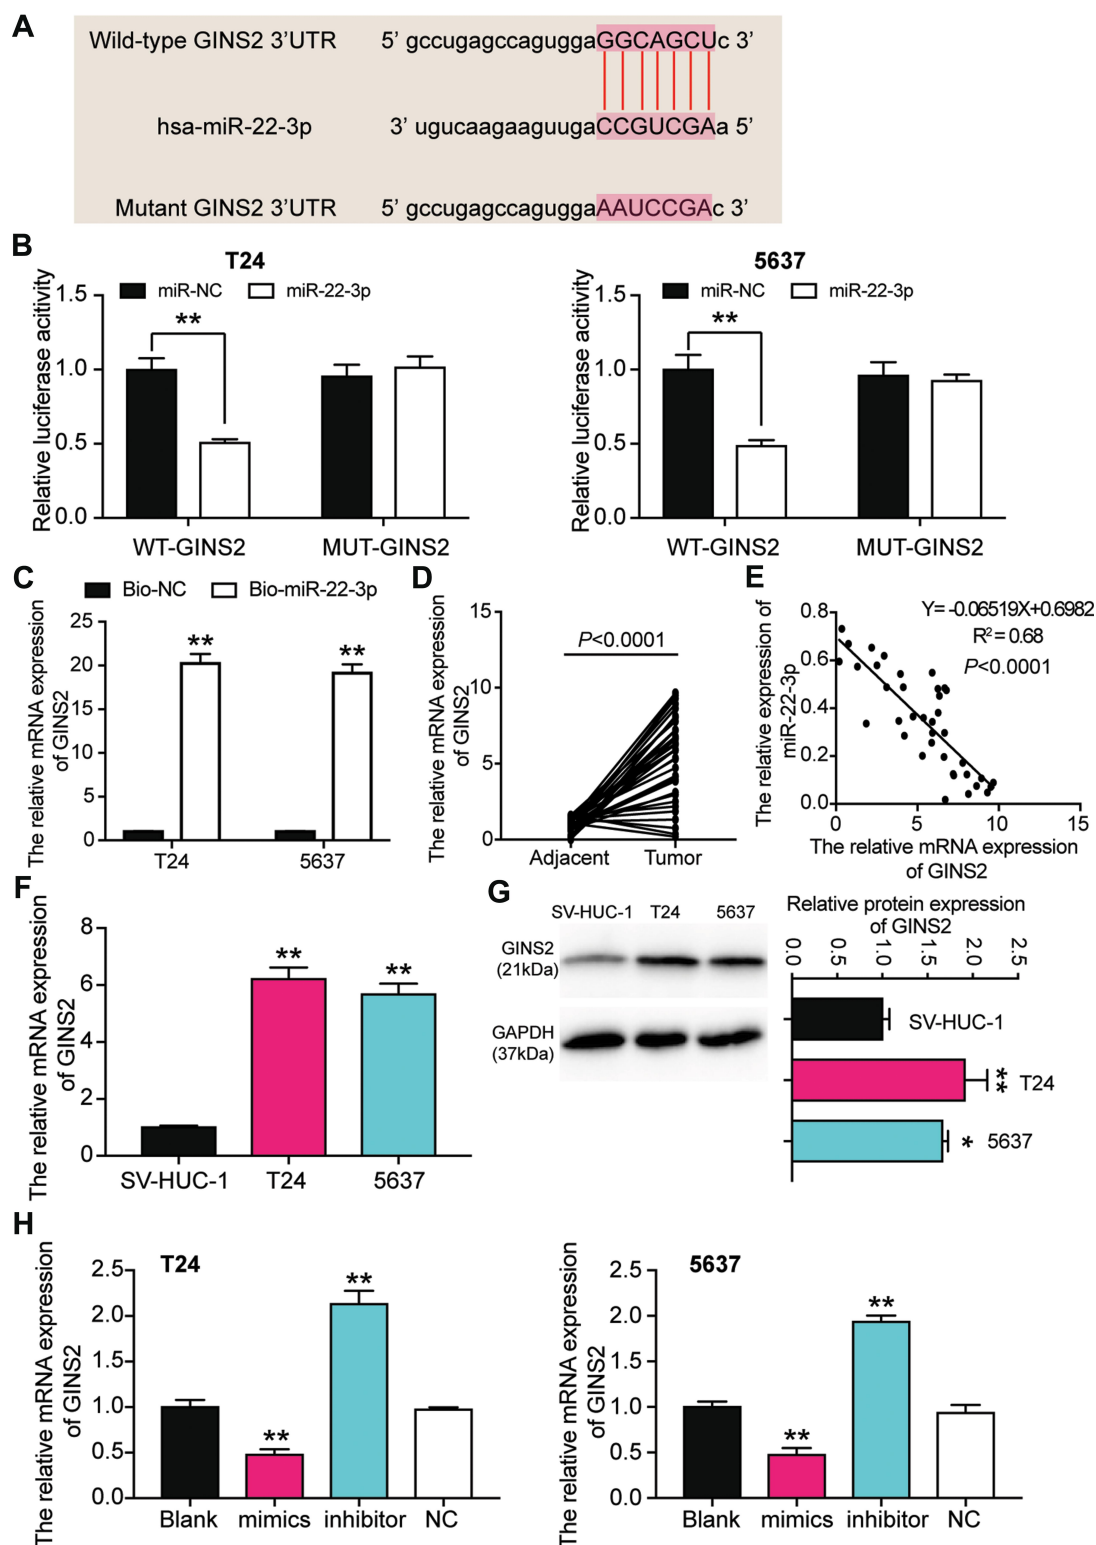 A
Wild-type GINS2 3’UTR 5’ gccugagccaguggaGGCAGCUc 3’
hsa-miR-22-3p 3’ ugucaagaaguugaCCGUCGAa 5’
Mutant GINS2 3’UTR 5’ gccugagccaguggaAAUCCGAc 3’
B
T24
miR-NC miR-22-3p
Relative luciferase acitivity
1.5
1.0
0.5
0.0
**
WT-GINS2 MUT-GINS2
5637
miR-NC miR-22-3p
Relative luciferase activity
1.5
1.0
0.5
0.0
**
WT-GINS2 MUT-GINS2
C
Bio-NC Bio-miR-22-3p
The relative mRNA expression
of GINS2
25
20
15
10
5
0
** **
T24 5637
D
The relative mRNA expression
of GINS2
15
10
5
0
P<0.0001
Adjacent Tumor
E
The relative expression of
miR-22-3p
0.8
0.6
0.4
0.2
0.0
Y= -0.06519X+0.6982
R²= 0.68
P<0.0001
0 5 10 15
The relative mRNA expression
of GINS2
F
The relative mRNA expression
of GINS2
8
6
4
2
0
** **
SV-HUC-1 T24 5637
G
SV-HUC-1 T24 5637
GINS2
(21kDa)
GAPDH
(37kDa)
Relative protein expression
of GINS2
0.0 0.5 1.0 1.5 2.0 2.5
SV-HUC-1
** T24
* 5637
H
T24
The relative mRNA expression
of GINS2
2.5
2.0
1.5
1.0
0.5
0.0
** **
Blank mimics inhibitor NC
5637
The relative mRNA expression
of GINS2
2.5
2.0
1.5
1.0
0.5
0.0
** **
Blank mimics inhibitor NC